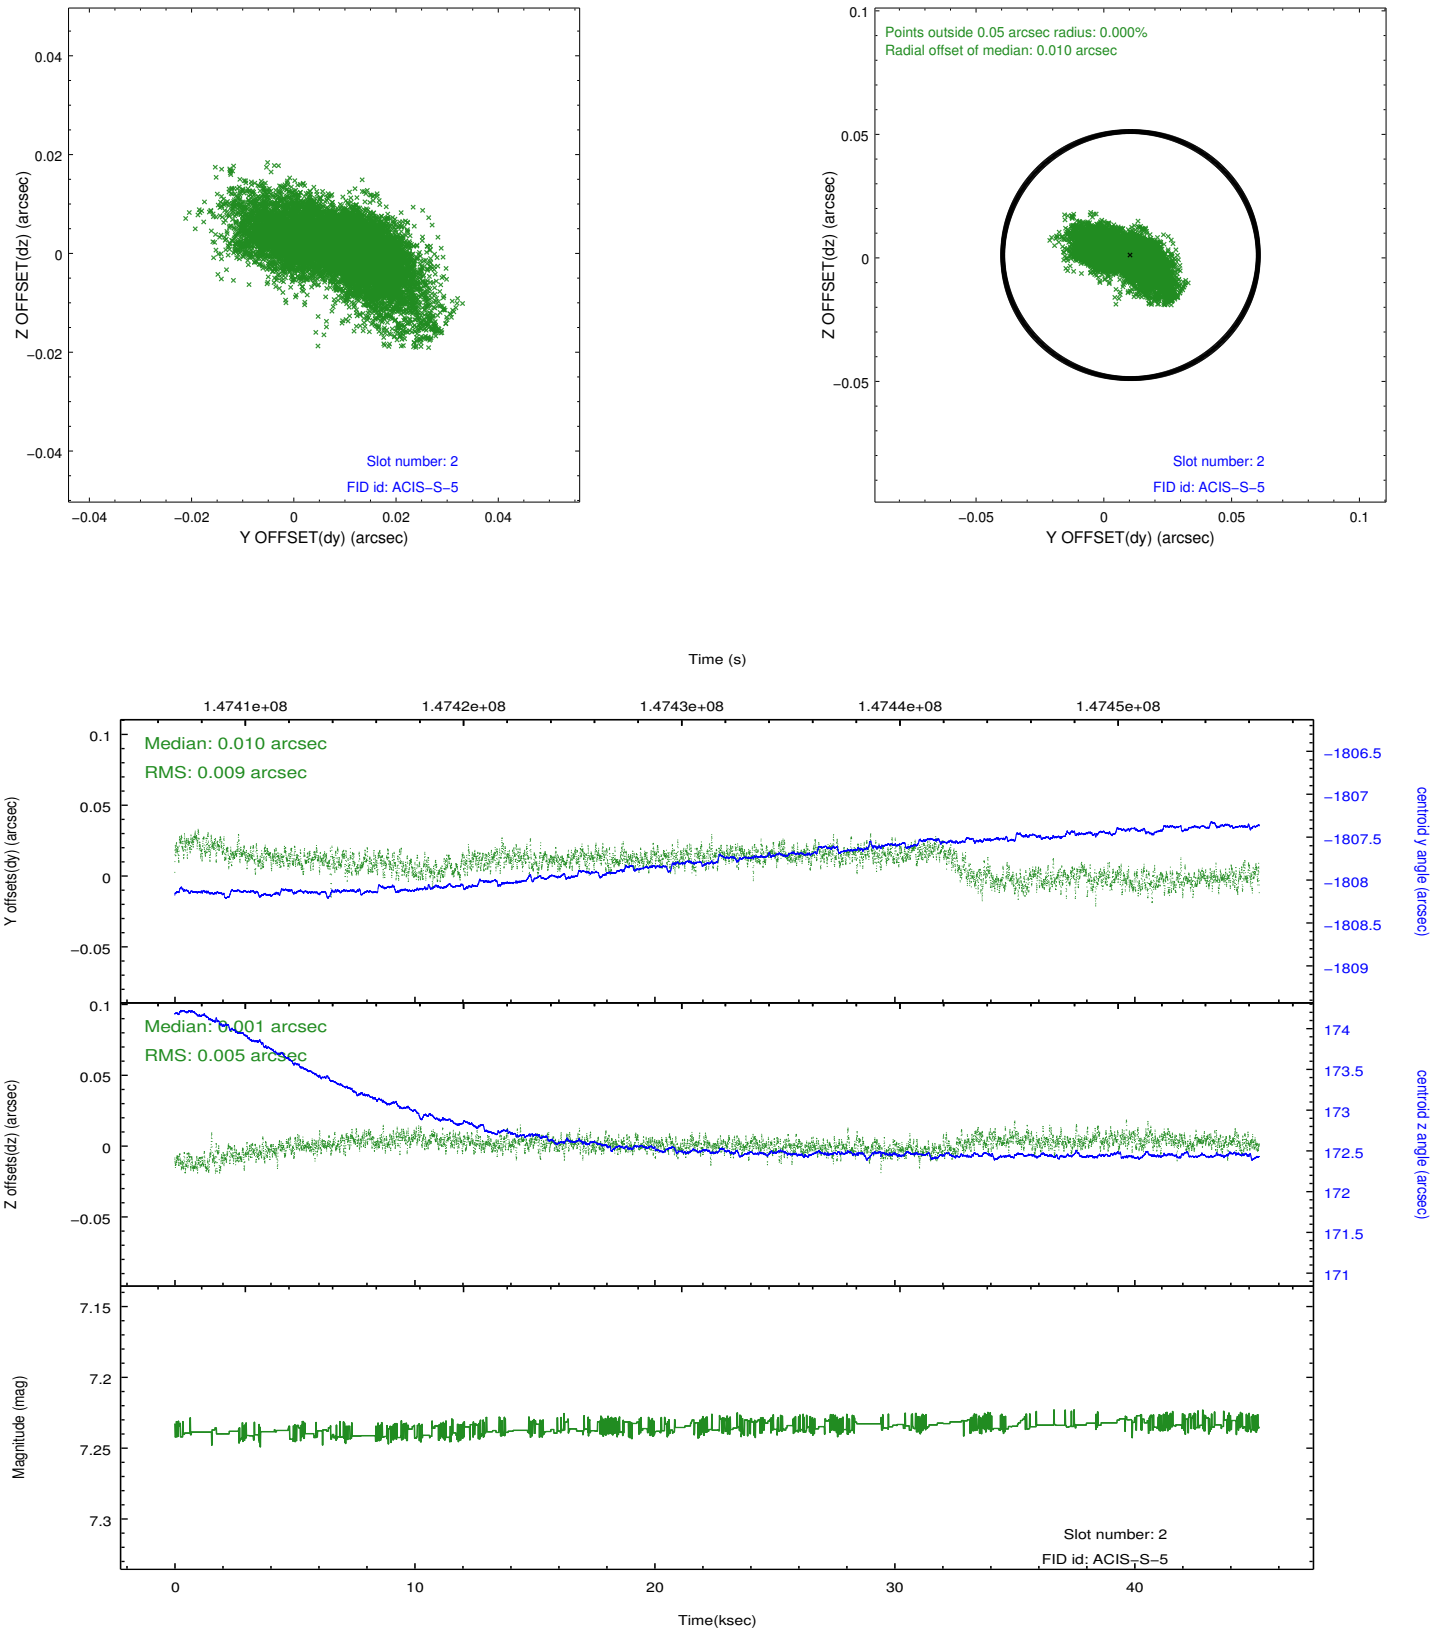 0.04
0.02
0
−0.02
−0.04
Z OFFSET(dz) (arcsec)
Slot number: 2
FID id: ACIS−S−5
−0.04
−0.02
0
0.02
0.04
Y OFFSET(dy) (arcsec)
0.1
0.05
0
−0.05
Z OFFSET(dz) (arcsec)
Points outside 0.05 arcsec radius: 0.000%
Radial offset of median: 0.010 arcsec
Slot number: 2
FID id: ACIS−S−5
−0.05
0
0.05
0.1
Y OFFSET(dy) (arcsec)
Time (s)
1.4741e+08
1.4742e+08
1.4743e+08
1.4744e+08
1.4745e+08
0.1
0.05
0
−0.05
Y offsets(dy) (arcsec)
Median: 0.010 arcsec
RMS: 0.009 arcsec
−1806.5
−1807
−1807.5
−1808
−1808.5
−1809
centroid y angle (arcsec)
0.1
0.05
0
−0.05
Z offsets(dz) (arcsec)
Median: 0.001 arcsec
RMS: 0.005 arcsec
174
173.5
173
172.5
172
171.5
171
centroid z angle (arcsec)
7.15
7.2
7.25
7.3
Magnitude (mag)
Slot number: 2
FID id: ACIS−S−5
0
10
20
30
40
Time(ksec)